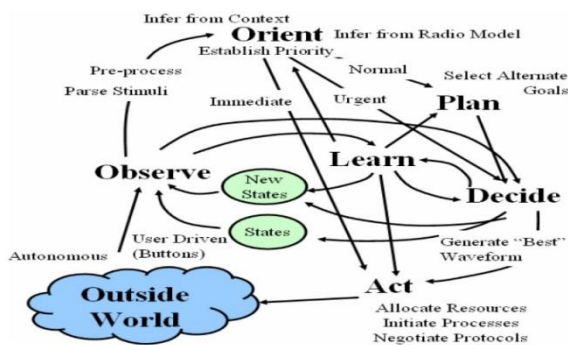 Infer from Context
Orient
Infer from Radio Model
Establish Priority
Pre-process
Parse Stimuli
Normal
Select Alternate
Goals
Immediate
Urgent
Plan
Observe
Learn
New
States
Decide
States
User Driven
(Buttons)
Generate "Best"
Waveform
Autonomous
Outside
World
Act
Allocate Resources
Initiate Processes
Negotiate Protocols